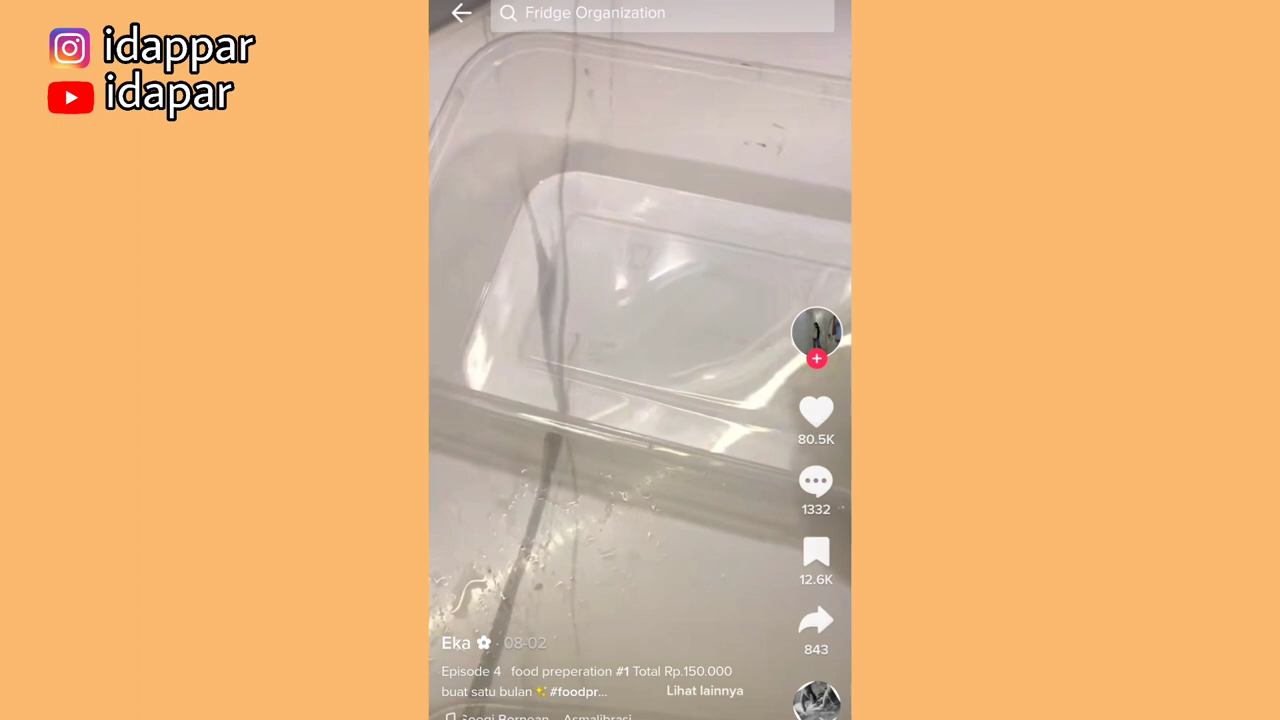 idappar
idapar
Fridge Organization
80.5K
1332
12.6K
843
Eka ✿ · 08-02
Episode 4 food preperation #1 Total Rp.150.000
buat satu bulan ✨ #foodpr... Lihat lainnya
Asmalibrasi